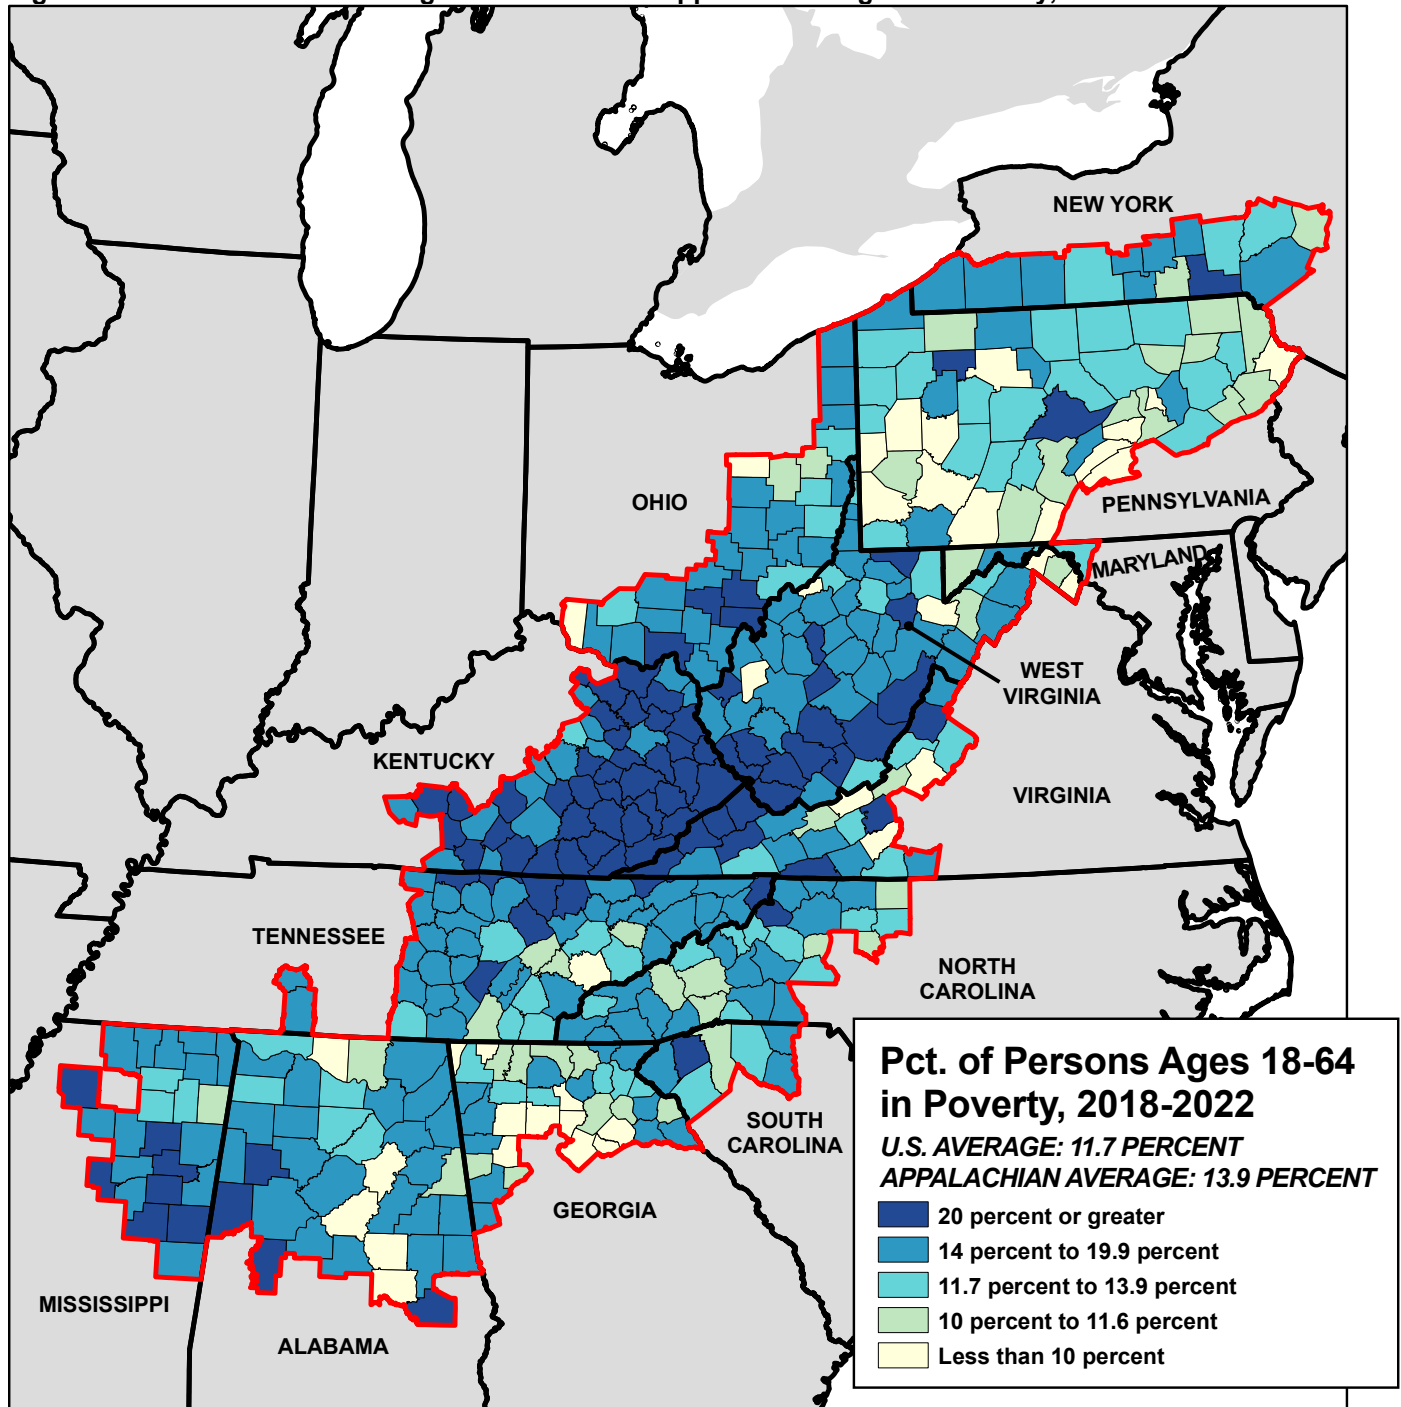 NEW YORK
OHIO
PENNSYLVANIA
MARYLAND
WEST
VIRGINIA
KENTUCKY
VIRGINIA
TENNESSEE
NORTH
CAROLINA
SOUTH
CAROLINA
GEORGIA
MISSISSIPPI
ALABAMA
Pct. of Persons Ages 18-64
in Poverty, 2018-2022
U.S. AVERAGE: 11.7 PERCENT
APPALACHIAN AVERAGE: 13.9 PERCENT
20 percent or greater
14 percent to 19.9 percent
11.7 percent to 13.9 percent
10 percent to 11.6 percent
Less than 10 percent